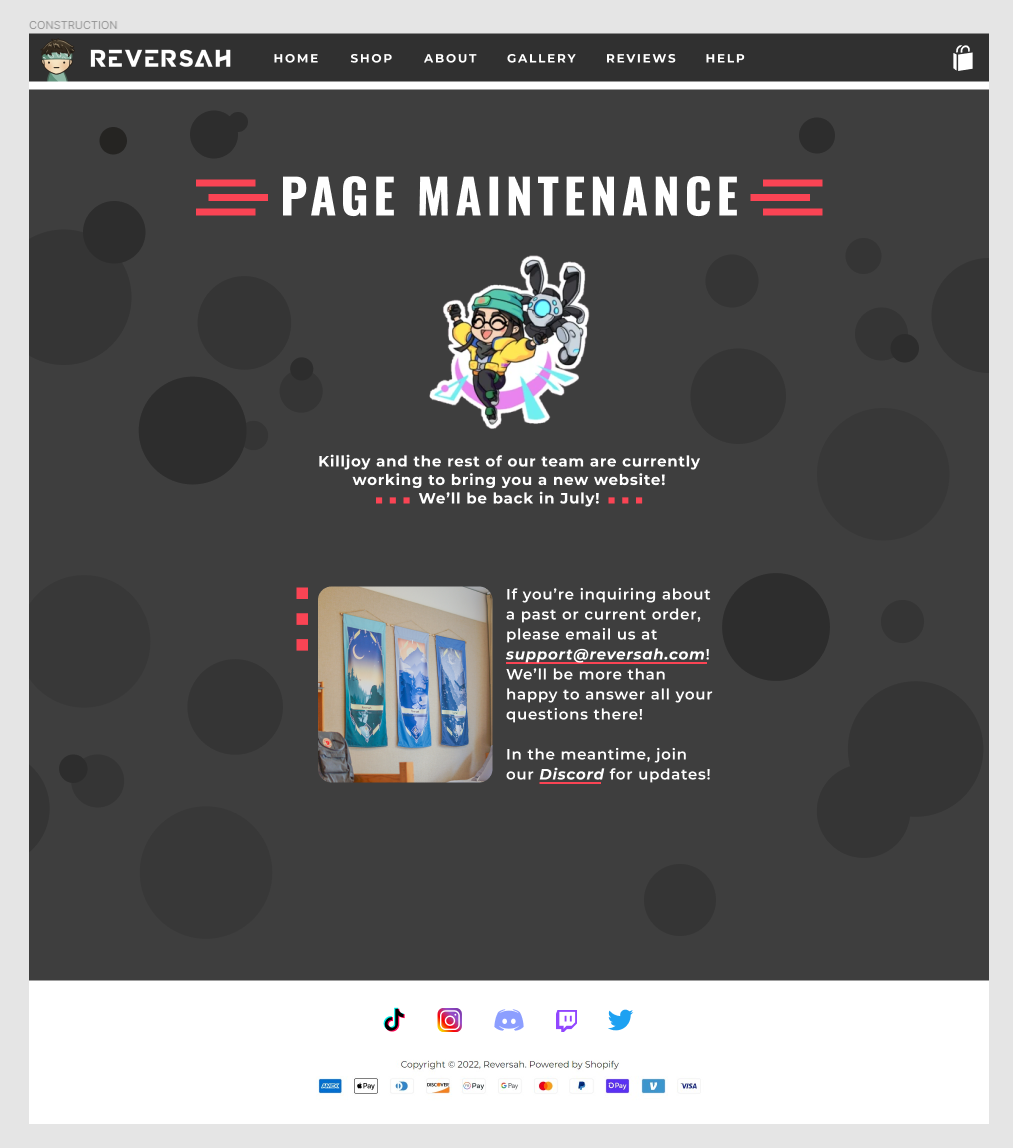 CONSTRUCTION
REVERSAH
HOME SHOP ABOUT GALLERY REVIEWS HELP
PAGE MAINTENANCE
Killjoy and the rest of our team are currently
working to bring you a new website!
We’ll be back in July!
If you’re inquiring about
a past or current order,
please email us at
support@reversah.com!
We’ll be more than
happy to answer all your
questions there!
In the meantime, join
our Discord for updates!
Copyright © 2022, Reversah. Powered by Shopify
AMEX Pay DISCOVER Pay G Pay Pay VISA